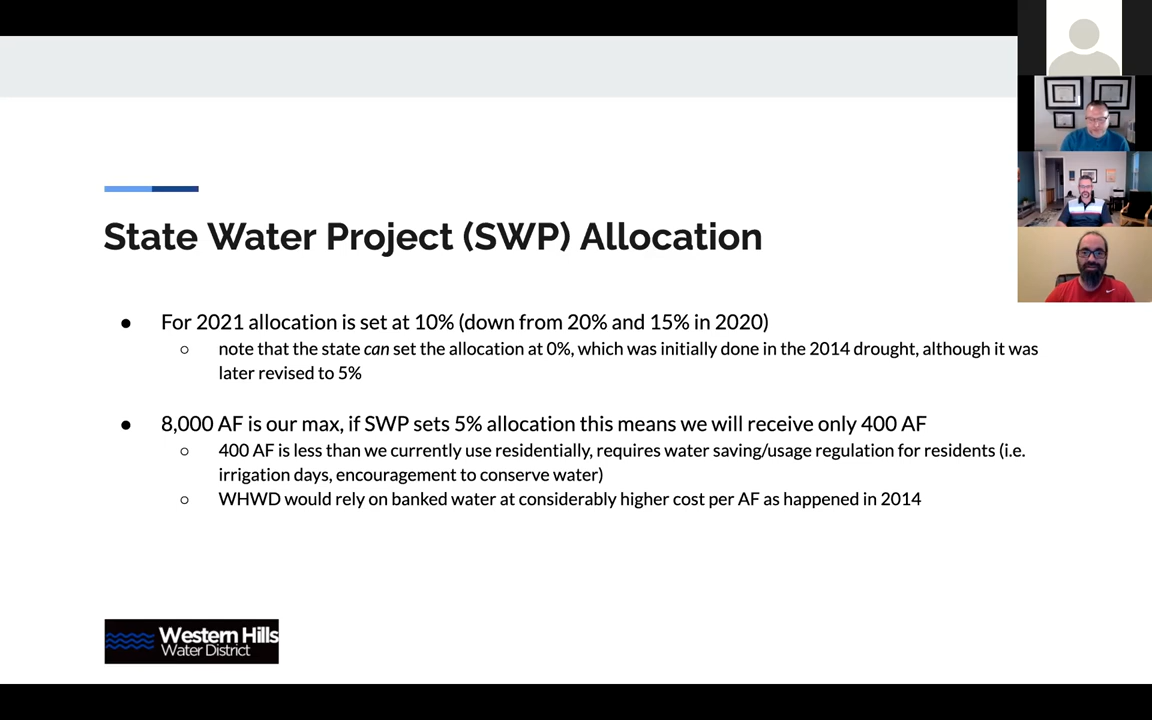 State Water Project (SWP) Allocation
● For 2021 allocation is set at 10% (down from 20% and 15% in 2020)
○ note that the state can set the allocation at 0%, which was initially done in the 2014 drought, although it was
later revised to 5%
● 8,000 AF is our max, if SWP sets 5% allocation this means we will receive only 400 AF
○ 400 AF is less than we currently use residentially, requires water saving/usage regulation for residents (i.e.
irrigation days, encouragement to conserve water)
○ WHWD would rely on banked water at considerably higher cost per AF as happened in 2014
Western Hills
Water District